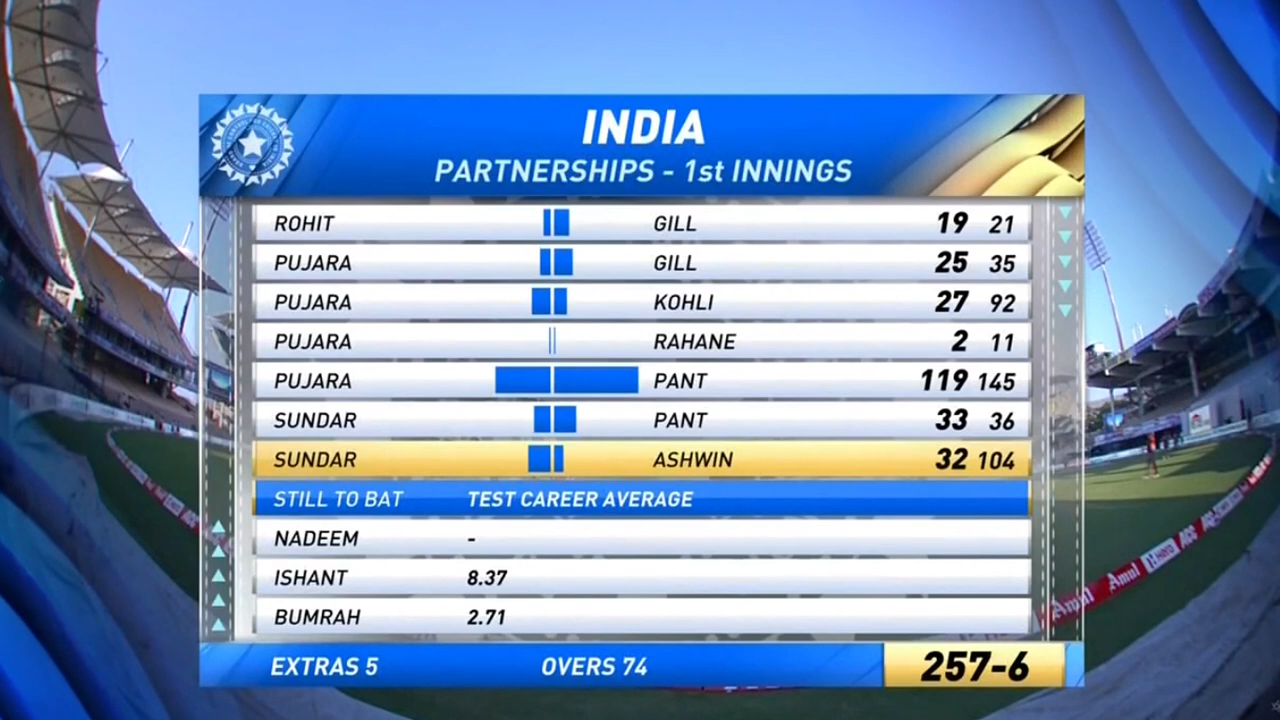 INDIA
PARTNERSHIPS - 1st INNINGS
ROHIT GILL 19 21
PUJARA GILL 25 35
PUJARA KOHLI 27 92
PUJARA RAHANE 2 11
PUJARA PANT 119 145
SUNDAR PANT 33 36
SUNDAR ASHWIN 32 104
STILL TO BAT TEST CAREER AVERAGE
NADEEM -
ISHANT 8.37
BUMRAH 2.71
EXTRAS 5 OVERS 74 257-6
Amul Amul